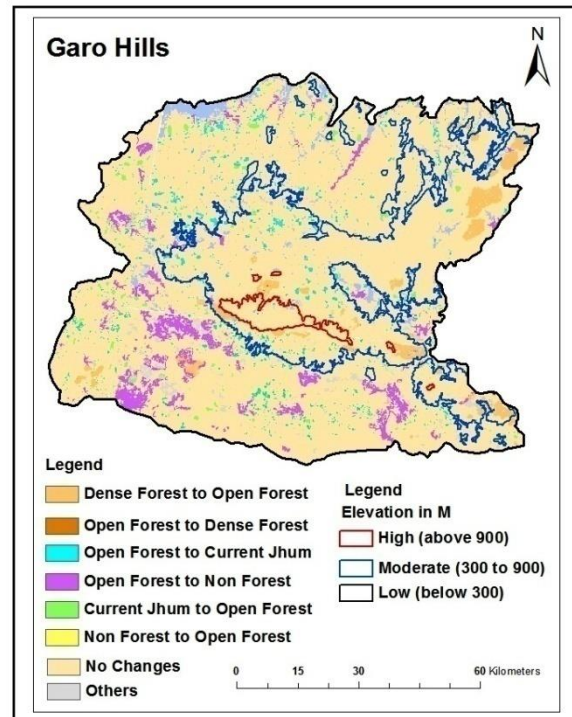 Garo Hills
N
Legend
Dense Forest to Open Forest
Open Forest to Dense Forest
Open Forest to Current Jhum
Open Forest to Non Forest
Current Jhum to Open Forest
Non Forest to Open Forest
No Changes
Others
Legend
Elevation in M
High (above 900)
Moderate (300 to 900)
Low (below 300)
0 15 30 60 Kilometers